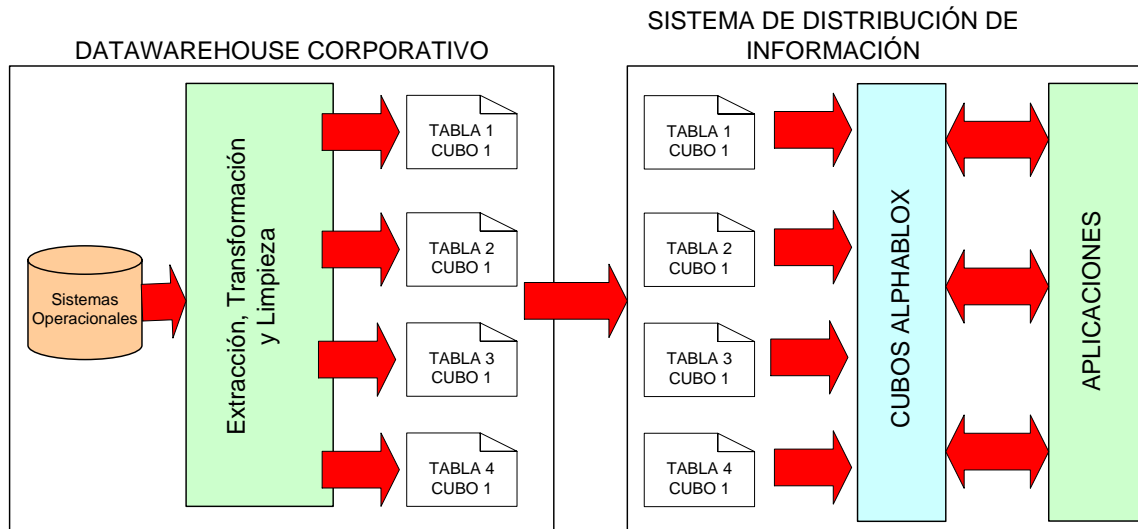 DATAWAREHOUSE CORPORATIVO
Sistemas
Operacionales
Extracción, Transformación
y Limpieza
TABLA 1
CUBO 1
TABLA 2
CUBO 1
TABLA 3
CUBO 1
TABLA 4
CUBO 1
SISTEMA DE DISTRIBUCIÓN DE
INFORMACIÓN
TABLA 1
CUBO 1
TABLA 2
CUBO 1
TABLA 3
CUBO 1
TABLA 4
CUBO 1
CUBOS ALPHABLOX
APLICACIONES